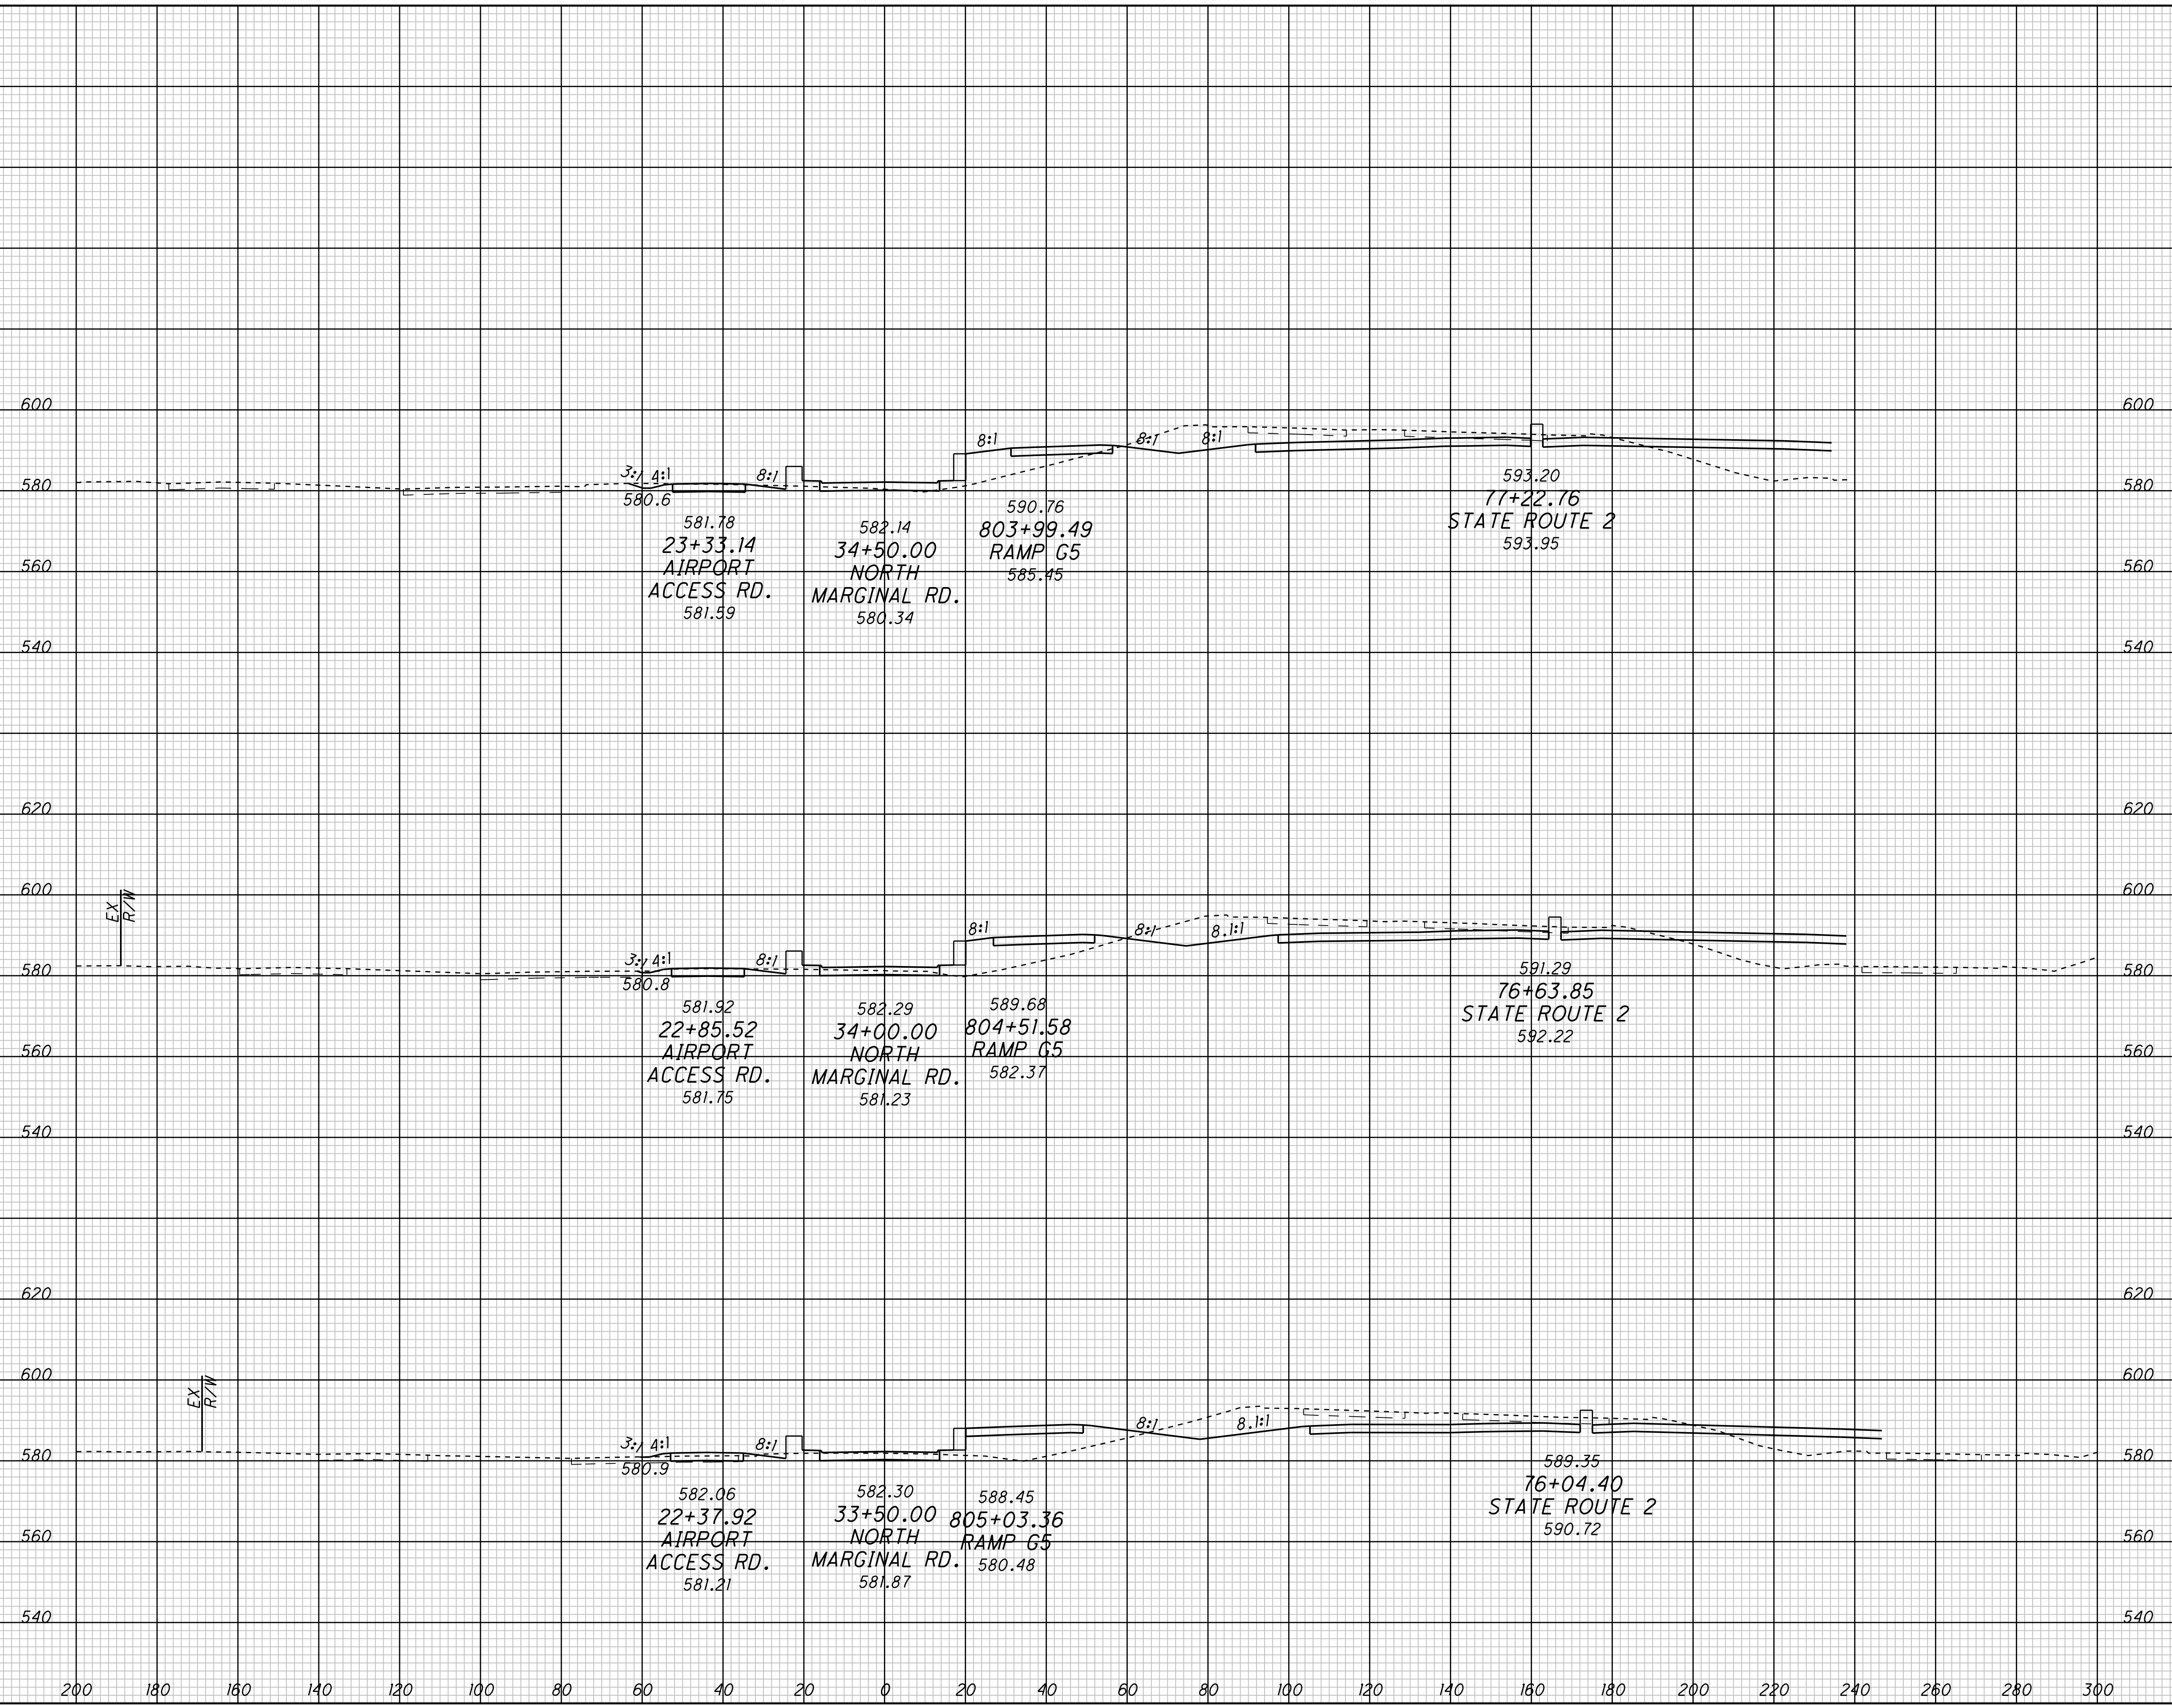 600 600
8:1 8:1 8:1
593.20
3:1 4:1 8:1
580 580
580.6
77+22.76
STATE ROUTE 2
593.95
590.76
803+99.49
RAMP G5
585.45
581.78
23+33.14
AIRPORT
ACCESS RD.
581.59
582.14
34+50.00
NORTH
MARGINAL RD.
580.34
560 560
540 540
620 620
600 600
EX
R/W
8:1 8:1 8.1:1
3:1 4:1 8:1
580 580
580.8
591.29
76+63.85
STATE ROUTE 2
592.22
581.92
22+85.52
AIRPORT
ACCESS RD.
581.75
582.29
34+00.00
NORTH
MARGINAL RD.
581.23
589.68
804+51.58
RAMP G5
582.37
560 560
540 540
620 620
600 600
EX
R/W
8:1 8.1:1
3:1 4:1 8:1
580 580
580.9
589.35
76+04.40
STATE ROUTE 2
590.72
582.06
22+37.92
AIRPORT
ACCESS RD.
581.21
582.30
33+50.00
NORTH
MARGINAL RD.
581.87
588.45
805+03.36
RAMP G5
580.48
560 560
540 540
200 180 160 140 120 100 80 60 40 20 0 20 40 60 80 100 120 140 160 180 200 220 240 260 280 300